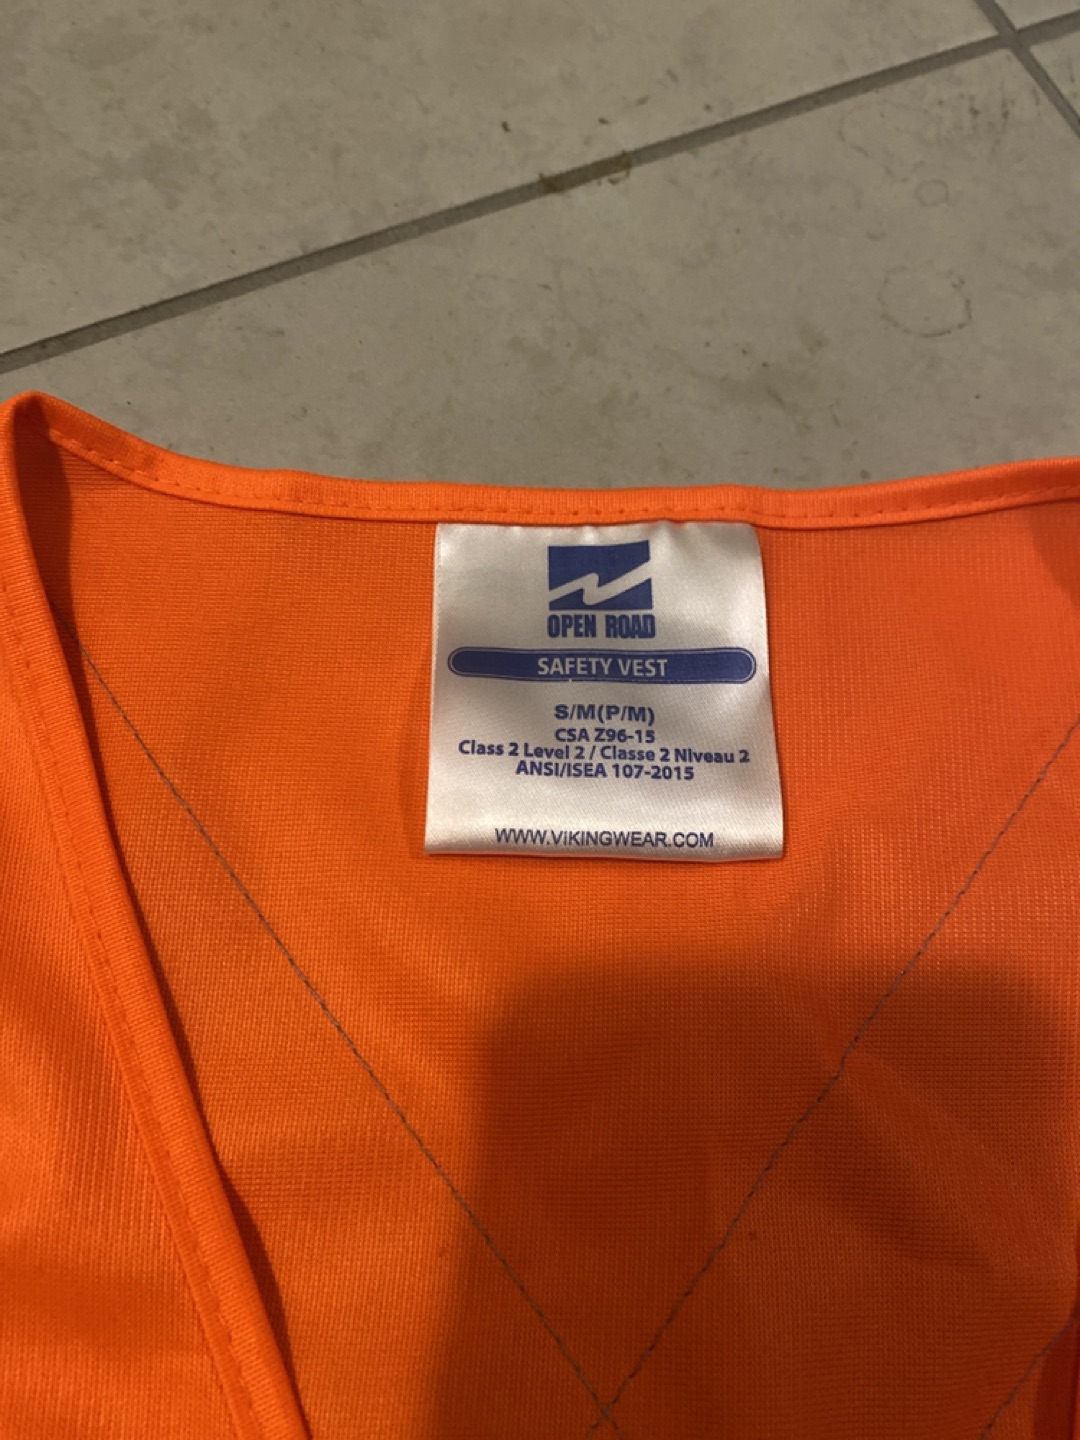 OPEN ROAD
SAFETY VEST
S/M(P/M)
CSA Z96-15
Class 2 Level 2 / Classe 2 Niveau 2
ANSI/ISEA 107-2015
WWW.VIKINGWEAR.COM